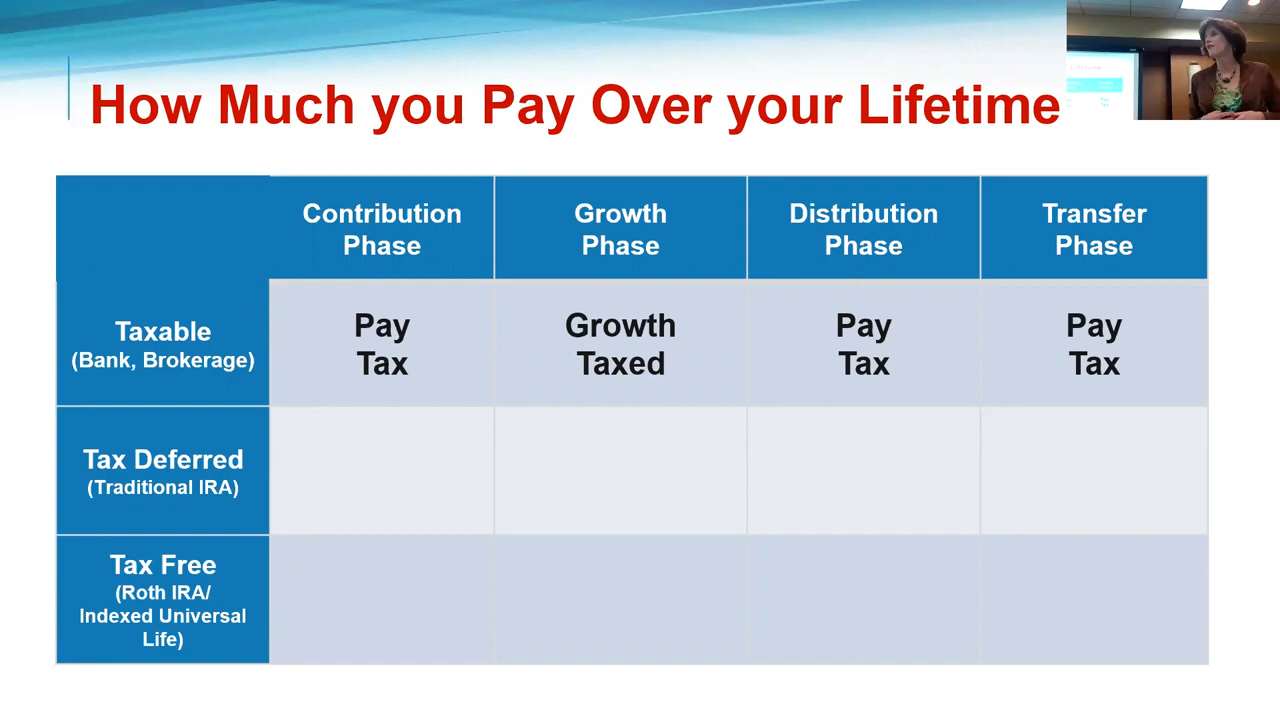 How Much you Pay Over your Lifetime
Contribution
Phase
Growth
Phase
Distribution
Phase
Transfer
Phase
Taxable
(Bank, Brokerage)
Pay
Tax
Growth
Taxed
Pay
Tax
Pay
Tax
Tax Deferred
(Traditional IRA)
Tax Free
(Roth IRA/
Indexed Universal
Life)